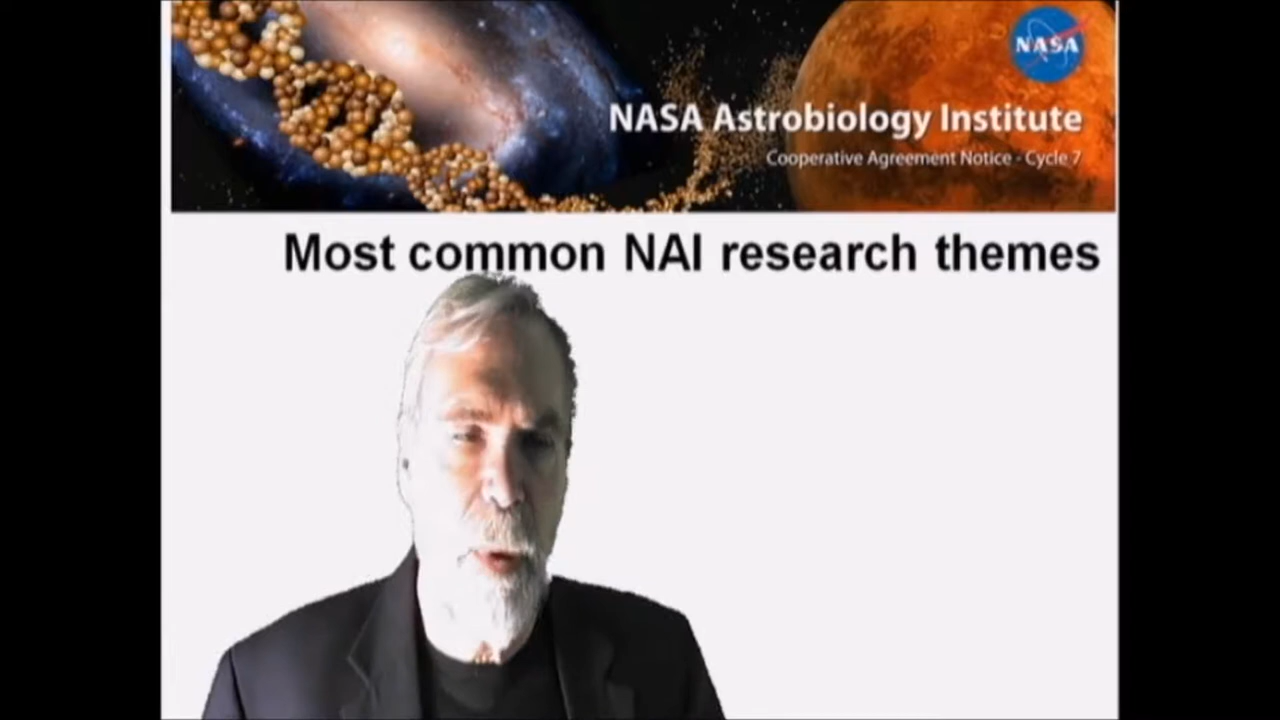 NASA
NASA Astrobiology Institute
Cooperative Agreement Notice - Cycle 7
Most common NAI research themes